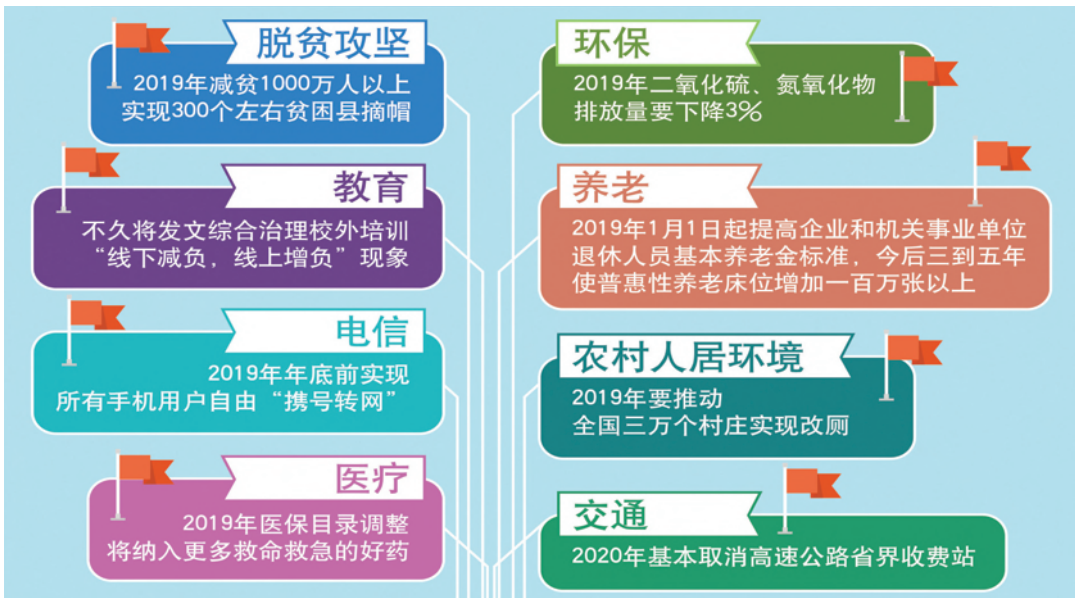 脱贫攻坚
2019年减贫1000万人以上
实现300个左右贫困县摘帽
教育
不久将发文综合治理校外培训
“线下减负，线上增负”现象
电信
2019年年底前实现
所有手机用户自由“携号转网”
医疗
2019年医保目录调整
将纳入更多救命救急的好药
环保
2019年二氧化硫、氮氧化物
排放量要下降3%
养老
2019年1月1日起提高企业和机关事业单位
退休人员基本养老金标准，今后三到五年
使普惠性养老床位增加一百万张以上
农村人居环境
2019年要推动
全国三万个村庄实现改厕
交通
2020年基本取消高速公路省界收费站